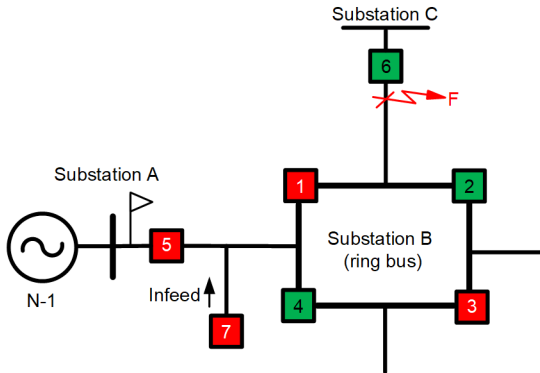 Substation C
6
F
Substation A
1
2
5
Substation B
(ring bus)
N-1
Infeed
4
3
7